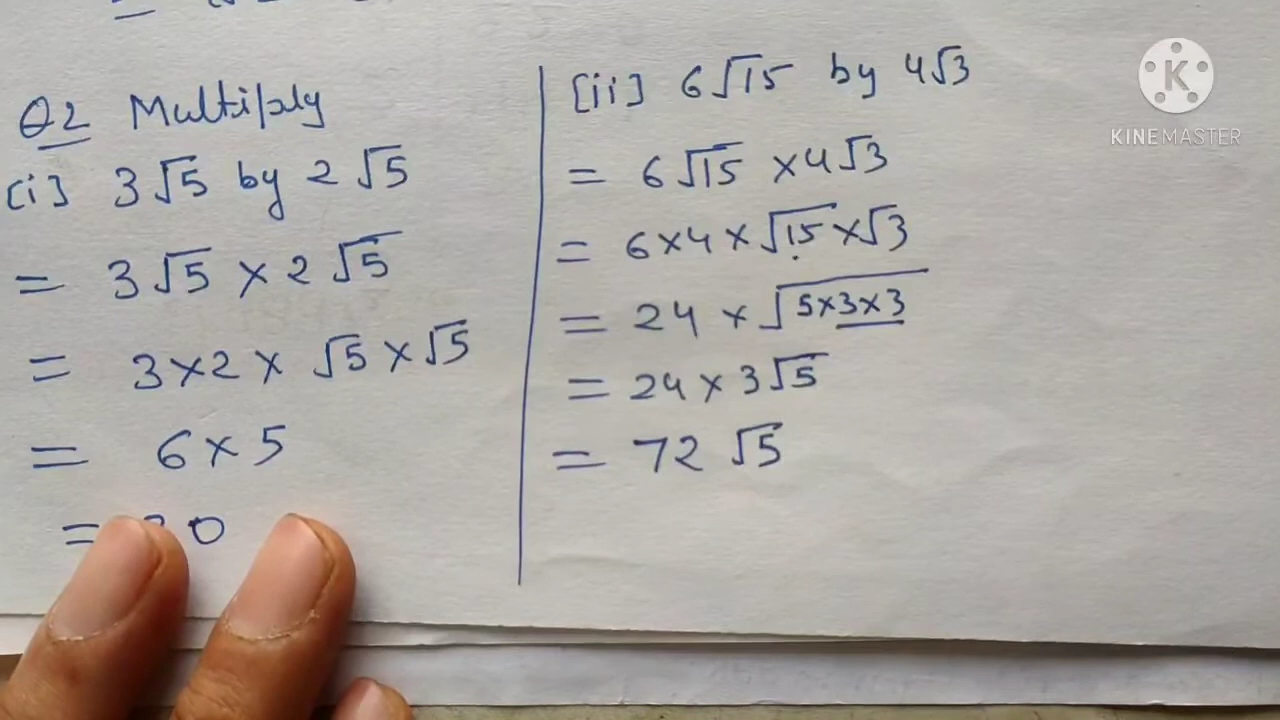 Q2 Multiply
(i) 3√5 by 2√5
= 3√5 × 2√5
= 3×2× √5 × √5
= 6 × 5
= 0
[ii] 6√15 by 4√3
= 6√15 × 4√3
= 6×4×√15×√3
= 24 × √5×3×3
= 24 × 3√5
= 72 √5
K
KINEMASTER